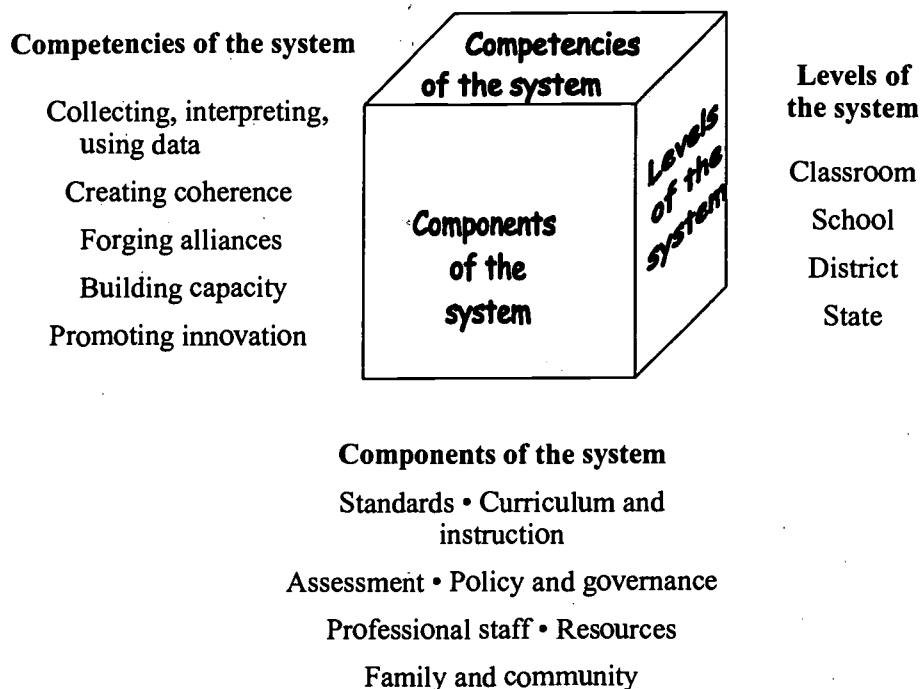 Competencies of the system
Collecting, interpreting,
using data
Creating coherence
Forging alliances
Building capacity
Promoting innovation
Competencies
of the system
Components
of the
system
Levels
of the
system
Levels of
the system
Classroom
School
District
State
Components of the system
Standards • Curriculum and
instruction
Assessment • Policy and governance
Professional staff • Resources
Family and community